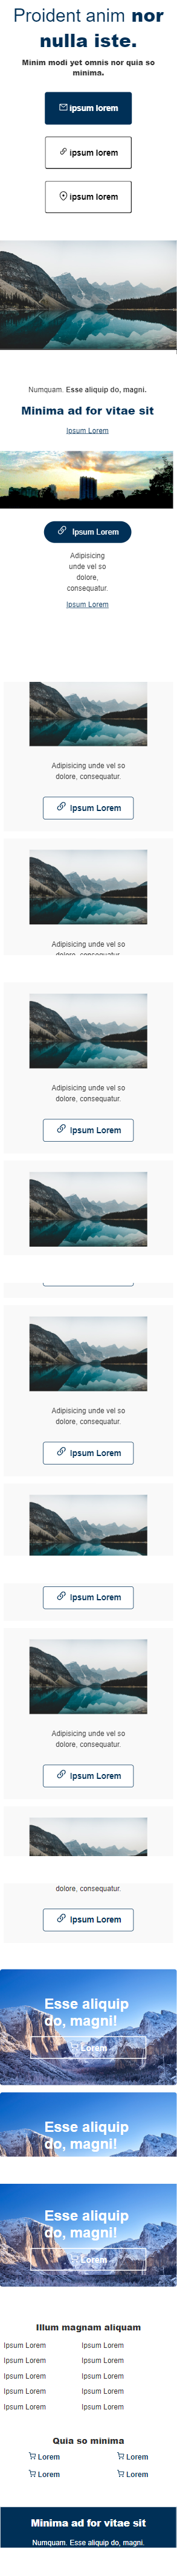 Proident anim nor
nulla iste.
Minim modi yet omnis nor quia so
minima.
ipsum lorem
ipsum lorem
ipsum lorem
Numquam. Esse aliquip do, magni.
Minima ad for vitae sit
Ipsum Lorem
Ipsum Lorem
Adipisicing
unde vel so
dolore,
consequatur.
Ipsum Lorem
Adipisicing unde vel so
dolore, consequatur.
Ipsum Lorem
Adipisicing unde vel so
dolore, consequatur.
Adipisicing unde vel so
dolore, consequatur.
Ipsum Lorem
Adipisicing unde vel so
dolore, consequatur.
Ipsum Lorem
Ipsum Lorem
Adipisicing unde vel so
dolore, consequatur.
Ipsum Lorem
dolore, consequatur.
Ipsum Lorem
Esse aliquip
do, magni!
Lorem
Esse aliquip
do, magni!
Esse aliquip
do, magni!
Lorem
Illum magnam aliquam
Ipsum Lorem Ipsum Lorem
Ipsum Lorem Ipsum Lorem
Ipsum Lorem Ipsum Lorem
Ipsum Lorem Ipsum Lorem
Ipsum Lorem Ipsum Lorem
Quia so minima
Lorem Lorem
Lorem Lorem
Minima ad for vitae sit
Numquam. Esse aliquip do, magni.